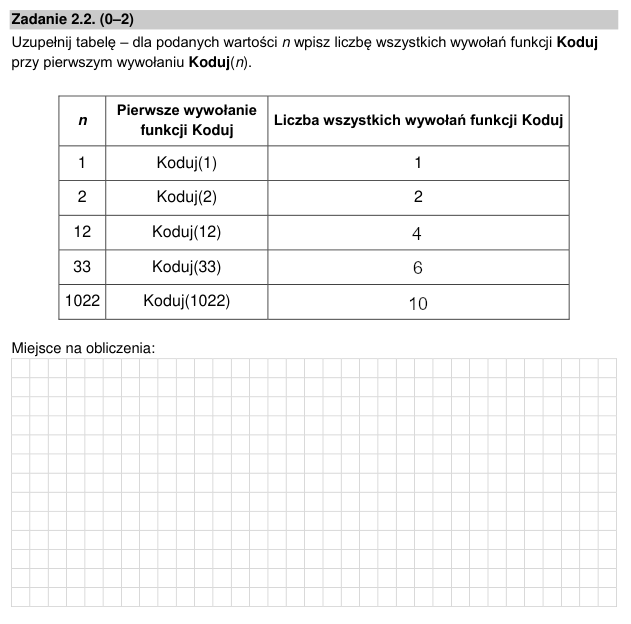 Zadanie 2.2. (0–2)
Uzupełnij tabelę – dla podanych wartości n wpisz liczbę wszystkich wywołań funkcji Koduj
przy pierwszym wywołaniu Koduj(n).
n Pierwsze wywołanie funkcji Koduj Liczba wszystkich wywołań funkcji Koduj
1 Koduj(1) 1
2 Koduj(2) 2
12 Koduj(12) 4
33 Koduj(33) 6
1022 Koduj(1022) 10
Miejsce na obliczenia: